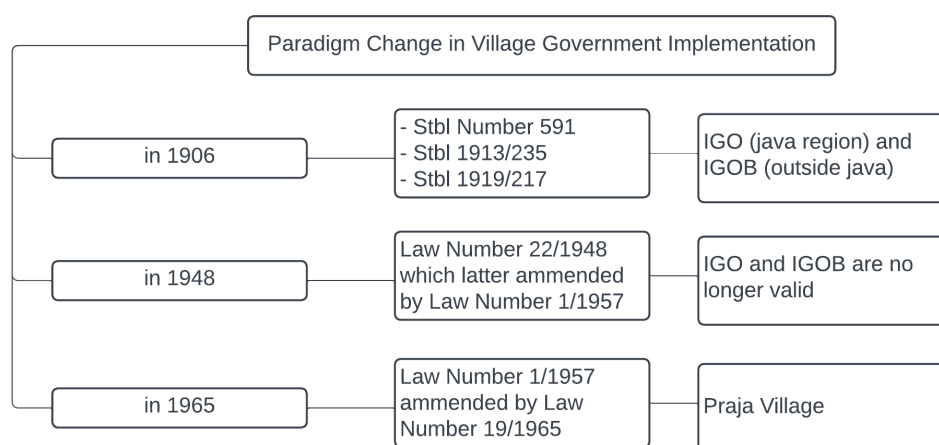 Paradigm Change in Village Government Implementation
in 1906
- Stbl Number 591
- Stbl 1913/235
- Stbl 1919/217
IGO (java region) and
IGOB (outside java)
in 1948
Law Number 22/1948
which latter ammended
by Law Number 1/1957
IGO and IGOB are no
longer valid
in 1965
Law Number 1/1957
ammended by Law
Number 19/1965
Praja Village